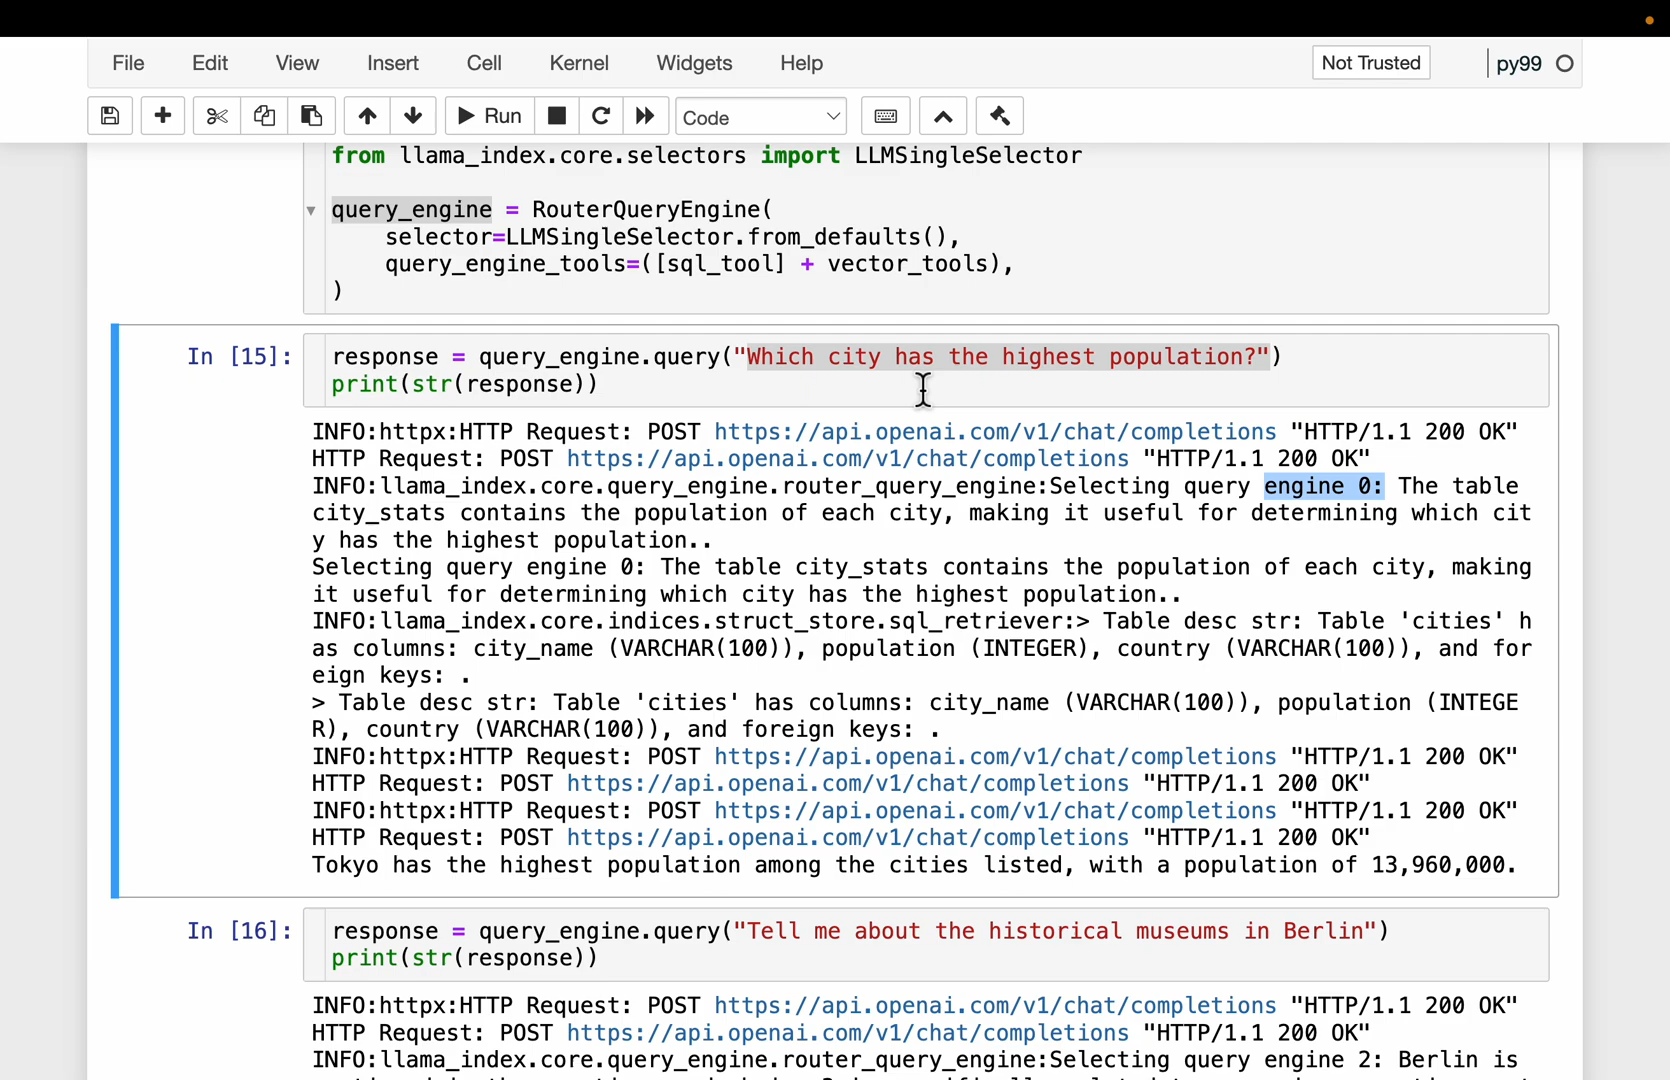 File Edit View Insert Cell Kernel Widgets Help Not Trusted py99
Run Code
from llama_index.core.selectors import LLMSingleSelector
query_engine = RouterQueryEngine(
selector=LLMSingleSelector.from_defaults(),
query_engine_tools=([sql_tool] + vector_tools),
)
In [15]: response = query_engine.query("Which city has the highest population?")
print(str(response))
INFO:httpx:HTTP Request: POST https://api.openai.com/v1/chat/completions "HTTP/1.1 200 OK"
HTTP Request: POST https://api.openai.com/v1/chat/completions "HTTP/1.1 200 OK"
INFO:llama_index.core.query_engine.router_query_engine:Selecting query engine 0: The table
city_stats contains the population of each city, making it useful for determining which cit
y has the highest population..
Selecting query engine 0: The table city_stats contains the population of each city, making
it useful for determining which city has the highest population..
INFO:llama_index.core.indices.struct_store.sql_retriever:> Table desc str: Table 'cities' h
as columns: city_name (VARCHAR(100)), population (INTEGER), country (VARCHAR(100)), and for
eign keys: .
> Table desc str: Table 'cities' has columns: city_name (VARCHAR(100)), population (INTEGE
R), country (VARCHAR(100)), and foreign keys: .
INFO:httpx:HTTP Request: POST https://api.openai.com/v1/chat/completions "HTTP/1.1 200 OK"
HTTP Request: POST https://api.openai.com/v1/chat/completions "HTTP/1.1 200 OK"
INFO:httpx:HTTP Request: POST https://api.openai.com/v1/chat/completions "HTTP/1.1 200 OK"
HTTP Request: POST https://api.openai.com/v1/chat/completions "HTTP/1.1 200 OK"
Tokyo has the highest population among the cities listed, with a population of 13,960,000.
In [16]: response = query_engine.query("Tell me about the historical museums in Berlin")
print(str(response))
INFO:httpx:HTTP Request: POST https://api.openai.com/v1/chat/completions "HTTP/1.1 200 OK"
HTTP Request: POST https://api.openai.com/v1/chat/completions "HTTP/1.1 200 OK"
INFO:llama_index.core.query_engine.router_query_engine:Selecting query engine 2: Berlin is